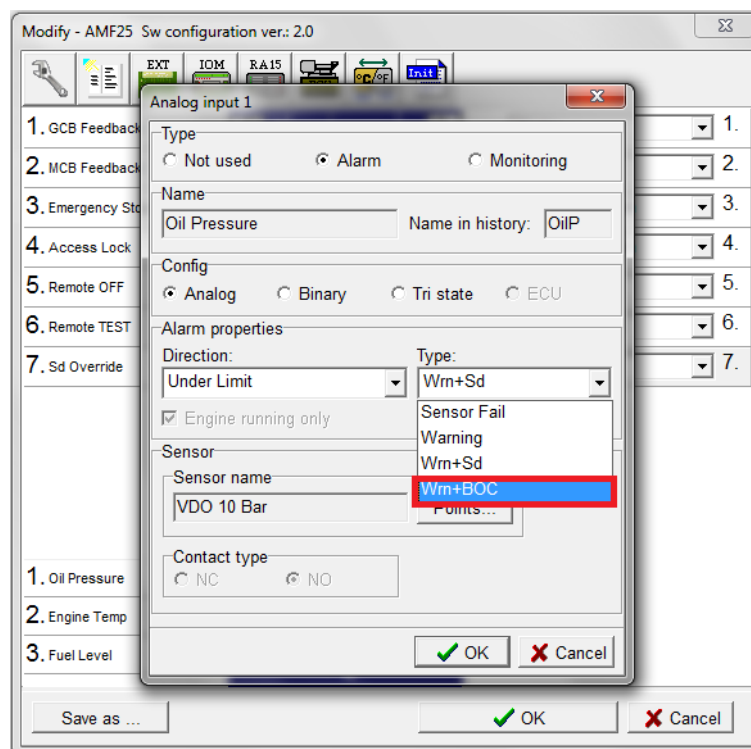 Modify - AMF25 Sw configuration ver.: 2.0
EXT IOM RA15 °C/°F Init
Analog input 1
Type
Not used Alarm Monitoring
Name
Oil Pressure Name in history: OilP
Config
Analog Binary Tri state ECU
Alarm properties
Direction: Type:
Under Limit Wrn+Sd
Engine running only
Sensor Fail
Warning
Wrn+Sd
Wrn+BOC
Sensor
Sensor name
VDO 10 Bar Points...
Contact type
NC NO
OK Cancel
1. GCB Feedback 1.
2. MCB Feedback 2.
3. Emergency Sto 3.
4. Access Lock 4.
5. Remote OFF 5.
6. Remote TEST 6.
7. Sd Override 7.
1. Oil Pressure
2. Engine Temp
3. Fuel Level
Save as ... OK Cancel